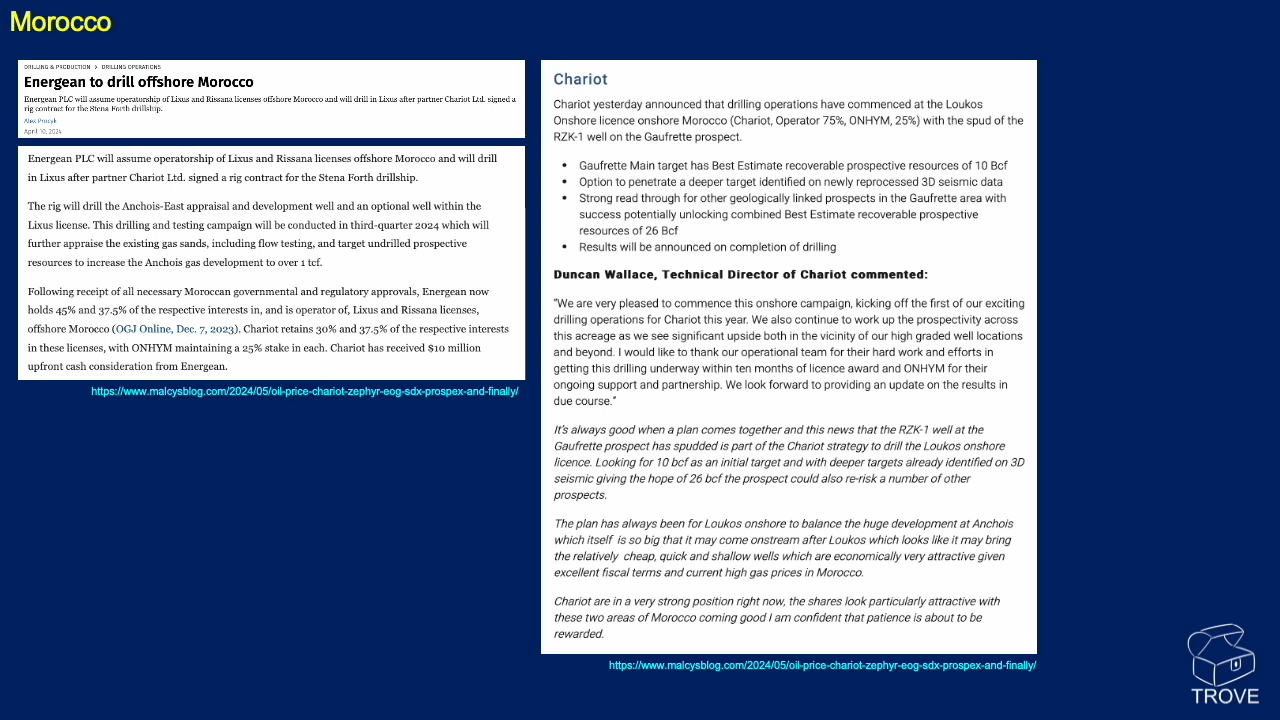 Morocco
DRILLING & PRODUCTION > DRILLING OPERATIONS
Energean to drill offshore Morocco
Energean PLC will assume operatorship of Lixus and Rissana licenses offshore Morocco and will drill in Lixus after partner Chariot Ltd. signed a
rig contract for the Stena Forth drillship.
Alex Procyk
April 10, 2024
Energean PLC will assume operatorship of Lixus and Rissana licenses offshore Morocco and will drill
in Lixus after partner Chariot Ltd. signed a rig contract for the Stena Forth drillship.
The rig will drill the Anchois-East appraisal and development well and an optional well within the
Lixus license. This drilling and testing campaign will be conducted in third-quarter 2024 which will
further appraise the existing gas sands, including flow testing, and target undrilled prospective
resources to increase the Anchois gas development to over 1 tcf.
Following receipt of all necessary Moroccan governmental and regulatory approvals, Energean now
holds 45% and 37.5% of the respective interests in, and is operator of, Lixus and Rissana licenses,
offshore Morocco (OGJ Online, Dec. 7, 2023). Chariot retains 30% and 37.5% of the respective interests
in these licenses, with ONHYM maintaining a 25% stake in each. Chariot has received $10 million
upfront cash consideration from Energean.
https://www.malcysblog.com/2024/05/oil-price-chariot-zephyr-eog-sdx-prospex-and-finally/
Chariot
Chariot yesterday announced that drilling operations have commenced at the Loukos
Onshore licence onshore Morocco (Chariot, Operator 75%, ONHYM, 25%) with the spud of the
RZK-1 well on the Gaufrette prospect.
• Gaufrette Main target has Best Estimate recoverable prospective resources of 10 Bcf
• Option to penetrate a deeper target identified on newly reprocessed 3D seismic data
• Strong read through for other geologically linked prospects in the Gaufrette area with
success potentially unlocking combined Best Estimate recoverable prospective
resources of 26 Bcf
• Results will be announced on completion of drilling
Duncan Wallace, Technical Director of Chariot commented:
"We are very pleased to commence this onshore campaign, kicking off the first of our exciting
drilling operations for Chariot this year. We also continue to work up the prospectivity across
this acreage as we see significant upside both in the vicinity of our high graded well locations
and beyond. I would like to thank our operational team for their hard work and efforts in
getting this drilling underway within ten months of licence award and ONHYM for their
ongoing support and partnership. We look forward to providing an update on the results in
due course."
It's always good when a plan comes together and this news that the RZK-1 well at the
Gaufrette prospect has spudded is part of the Chariot strategy to drill the Loukos onshore
licence. Looking for 10 bcf as an initial target and with deeper targets already identified on 3D
seismic giving the hope of 26 bcf the prospect could also re-risk a number of other
prospects.
The plan has always been for Loukos onshore to balance the huge development at Anchois
which itself is so big that it may come onstream after Loukos which looks like it may bring
the relatively cheap, quick and shallow wells which are economically very attractive given
excellent fiscal terms and current high gas prices in Morocco.
Chariot are in a very strong position right now, the shares look particularly attractive with
these two areas of Morocco coming good I am confident that patience is about to be
rewarded.
https://www.malcysblog.com/2024/05/oil-price-chariot-zephyr-eog-sdx-prospex-and-finally/
TROVE